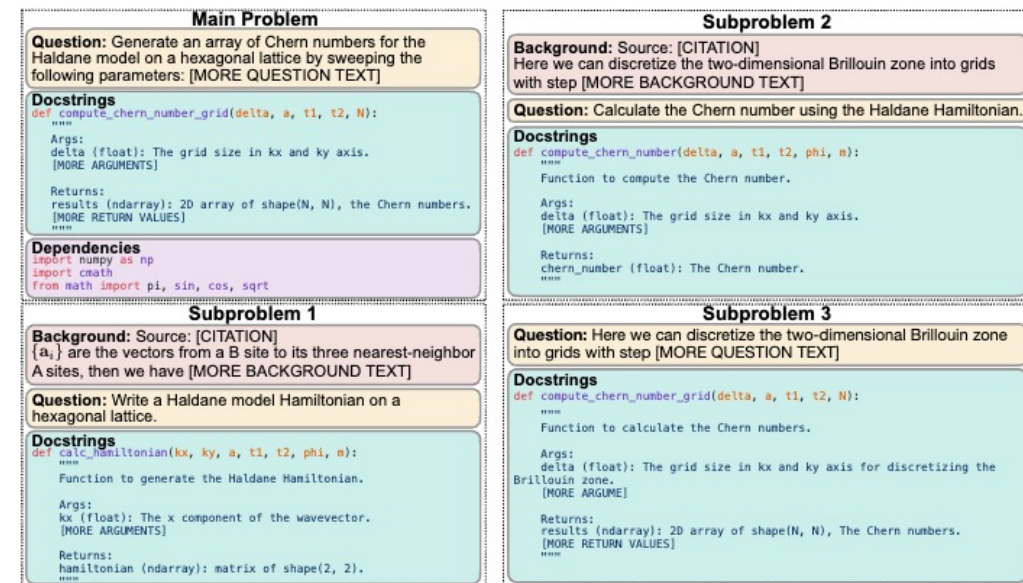 Main Problem
Question: Generate an array of Chern numbers for the
Haldane model on a hexagonal lattice by sweeping the
following parameters: [MORE QUESTION TEXT]
Docstrings
def compute_chern_number_grid(delta, a, t1, t2, N):
"""
Args:
delta (float): The grid size in kx and ky axis.
[MORE ARGUMENTS]
Returns:
results (ndarray): 2D array of shape(N, N), the Chern numbers.
[MORE RETURN VALUES]
"""
Dependencies
import numpy as np
import cmath
from math import pi, sin, cos, sqrt
Subproblem 1
Background: Source: [CITATION]
{a_i} are the vectors from a B site to its three nearest-neighbor
A sites, then we have [MORE BACKGROUND TEXT]
Question: Write a Haldane model Hamiltonian on a
hexagonal lattice.
Docstrings
def calc_hamiltonian(kx, ky, a, t1, t2, phi, m):
"""
Function to generate the Haldane Hamiltonian.
Args:
kx (float): The x component of the wavevector.
[MORE ARGUMENTS]
Returns:
hamiltonian (ndarray): matrix of shape(2, 2).
"""
Subproblem 2
Background: Source: [CITATION]
Here we can discretize the two-dimensional Brillouin zone into grids
with step [MORE BACKGROUND TEXT]
Question: Calculate the Chern number using the Haldane Hamiltonian.
Docstrings
def compute_chern_number(delta, a, t1, t2, phi, m):
"""
Function to compute the Chern number.
Args:
delta (float): The grid size in kx and ky axis.
[MORE ARGUMENTS]
Returns:
chern_number (float): The Chern number.
"""
Subproblem 3
Question: Here we can discretize the two-dimensional Brillouin zone
into grids with step [MORE QUESTION TEXT]
Docstrings
def compute_chern_number_grid(delta, a, t1, t2, N):
"""
Function to calculate the Chern numbers.
Args:
delta (float): The grid size in kx and ky axis for discretizing the
Brillouin zone.
[MORE ARGUME]
Returns:
results (ndarray): 2D array of shape(N, N), The Chern numbers.
[MORE RETURN VALUES]
"""